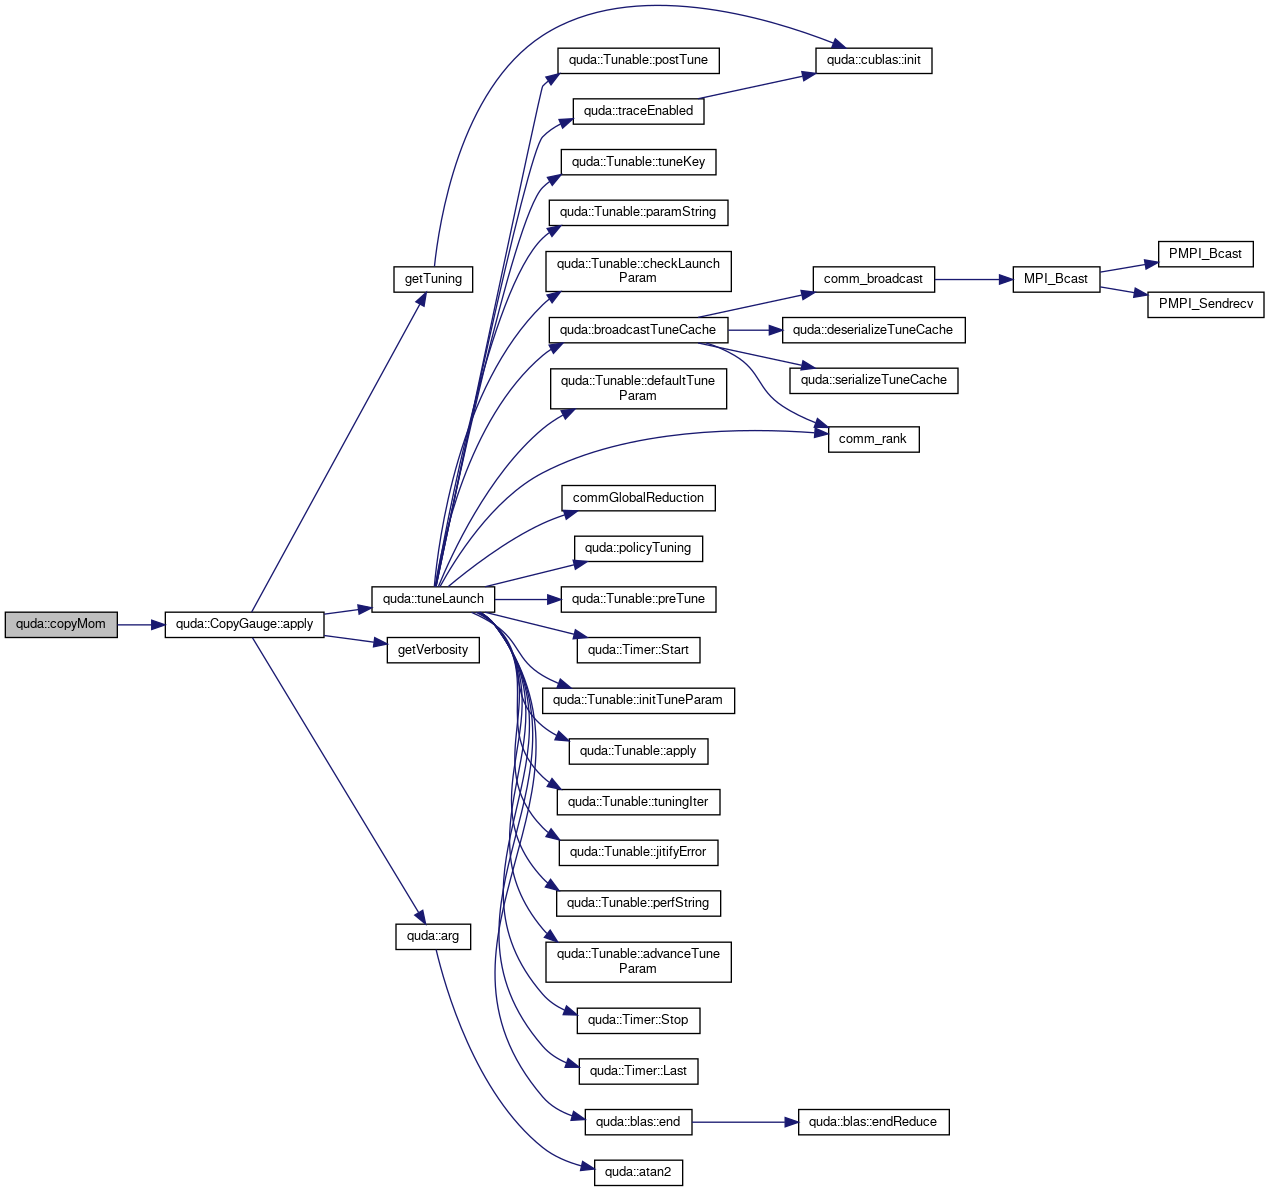 quda::copyMom
quda::CopyGauge::apply
getTuning
quda::tuneLaunch
getVerbosity
quda::arg
quda::Tunable::postTune
quda::traceEnabled
quda::Tunable::tuneKey
quda::Tunable::paramString
quda::Tunable::checkLaunch
Param
quda::broadcastTuneCache
quda::Tunable::defaultTune
Param
commGlobalReduction
quda::policyTuning
quda::Tunable::preTune
quda::Timer::Start
quda::Tunable::initTuneParam
quda::Tunable::apply
quda::Tunable::tuningIter
quda::Tunable::jitifyError
quda::Tunable::perfString
quda::Tunable::advanceTune
Param
quda::Timer::Stop
quda::Timer::Last
quda::blas::end
quda::atan2
quda::cublas::init
comm_broadcast
quda::deserializeTuneCache
quda::serializeTuneCache
comm_rank
quda::blas::endReduce
MPI_Bcast
PMPI_Bcast
PMPI_Sendrecv